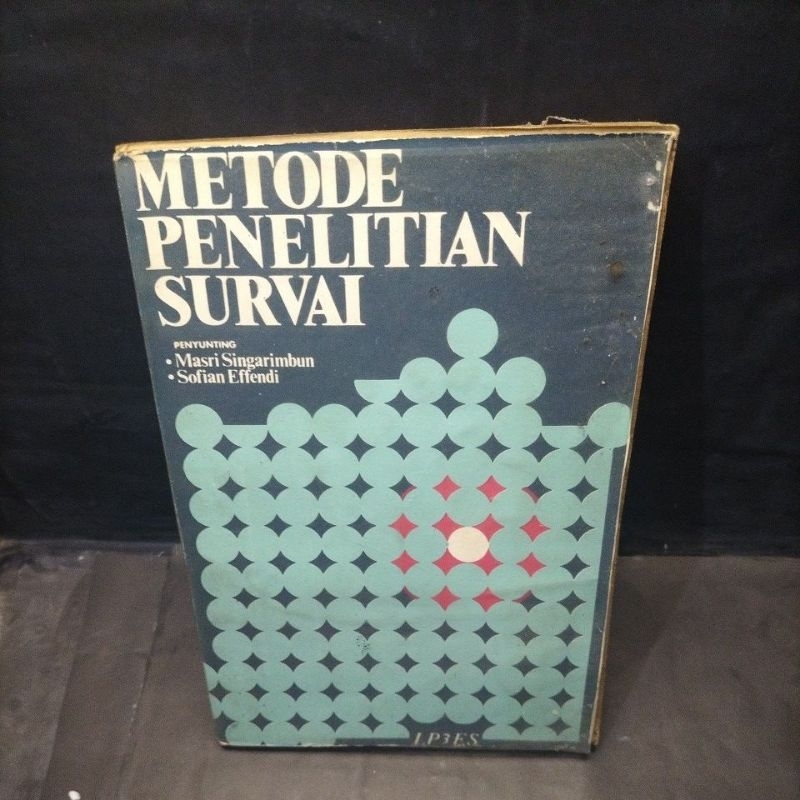 METODE
PENELITIAN
SURVAI
PENYUNTING
• Masri Singarimbun
• Sofian Effendi
LP3ES